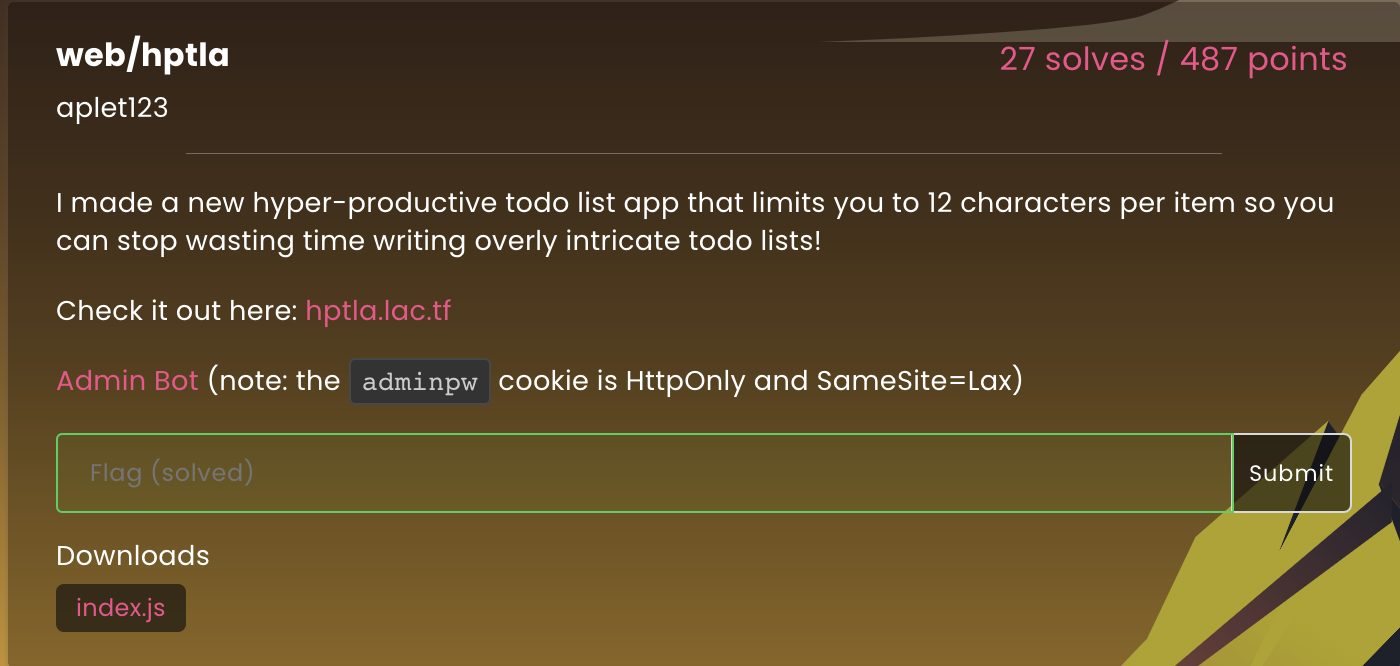 web/hptla
27 solves / 487 points
aplet123
I made a new hyper-productive todo list app that limits you to 12 characters per item so you
can stop wasting time writing overly intricate todo lists!
Check it out here: hptla.lac.tf
Admin Bot (note: the adminpw cookie is HttpOnly and SameSite=Lax)
Flag (solved)
Submit
Downloads
index.js